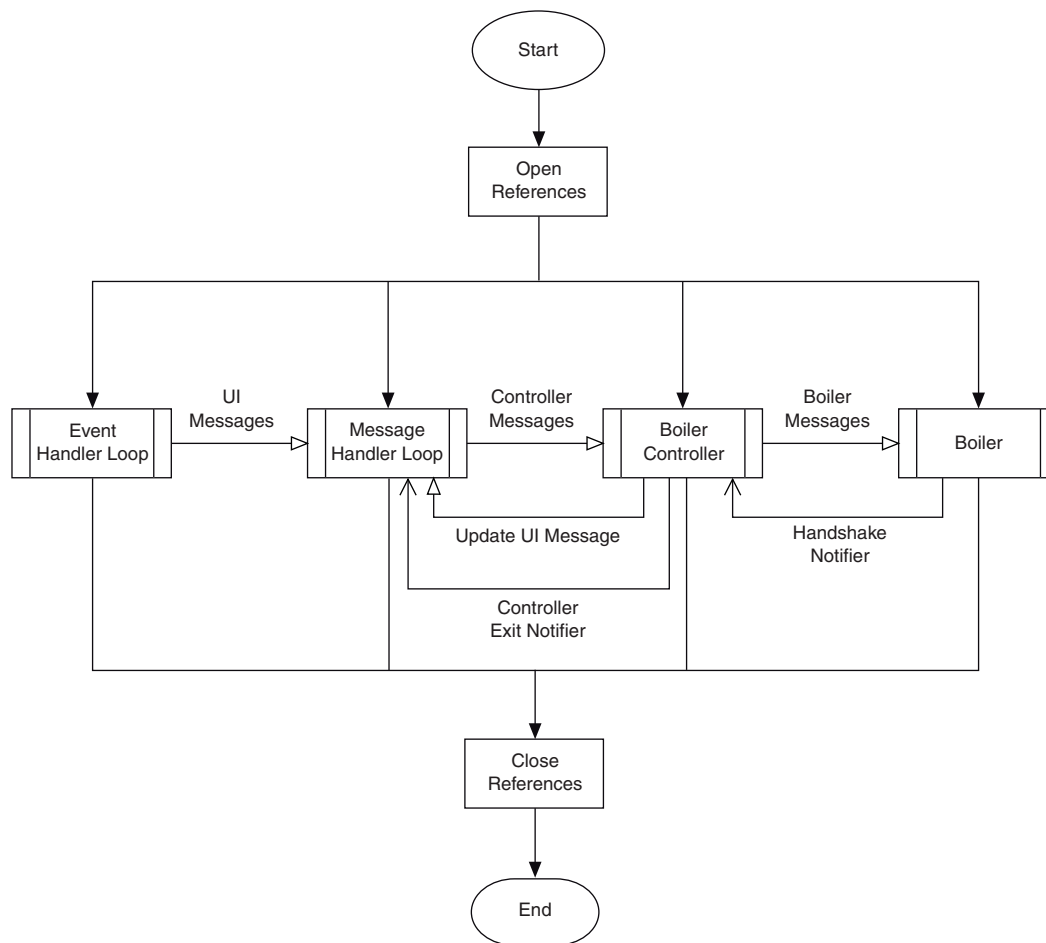 Start
Open
References
UI
Messages
Controller
Messages
Boiler
Messages
Event
Handler Loop
Message
Handler Loop
Boiler
Controller
Boiler
Update UI Message
Handshake
Notifier
Controller
Exit Notifier
Close
References
End